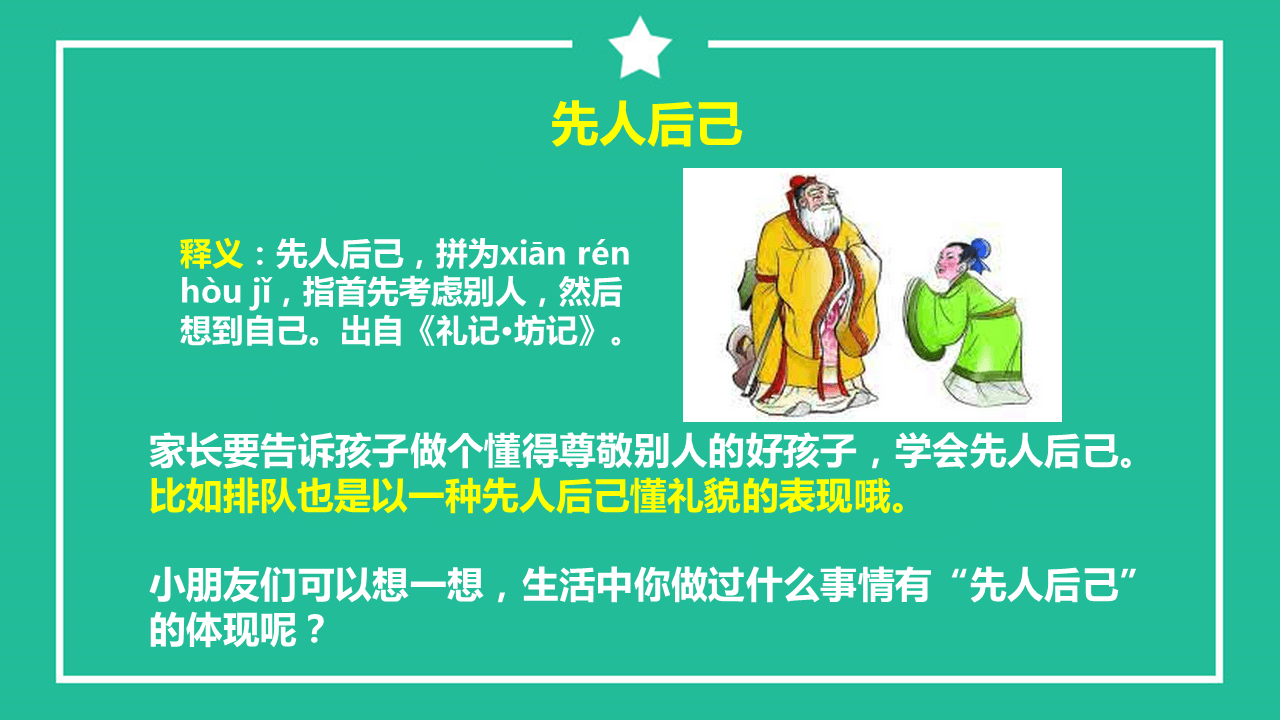 先人后己
释义：先人后己，拼为xiān rén
hòu jǐ，指首先考虑别人，然后
想到自己。出自《礼记•坊记》。
家长要告诉孩子做个懂得尊敬别人的好孩子，学会先人后己。
比如排队也是以一种先人后己懂礼貌的表现哦。
小朋友们可以想一想，生活中你做过什么事情有“先人后己”
的体现呢？